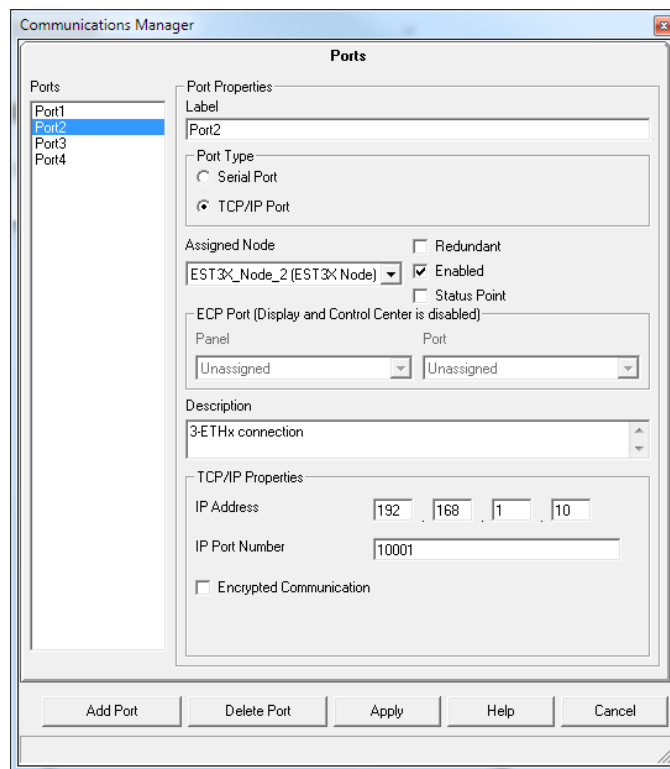 Communications Manager
Ports
Ports
Port1
Port2
Port3
Port4
Port Properties
Label
Port2
Port Type
Serial Port
TCP/IP Port
Assigned Node
EST3X_Node_2 (EST3X Node)
Redundant
Enabled
Status Point
ECP Port (Display and Control Center is disabled)
Panel Port
Unassigned Unassigned
Description
3-ETHx connection
TCP/IP Properties
IP Address 192 . 168 . 1 . 10
IP Port Number 10001
Encrypted Communication
Add Port Delete Port Apply Help Cancel